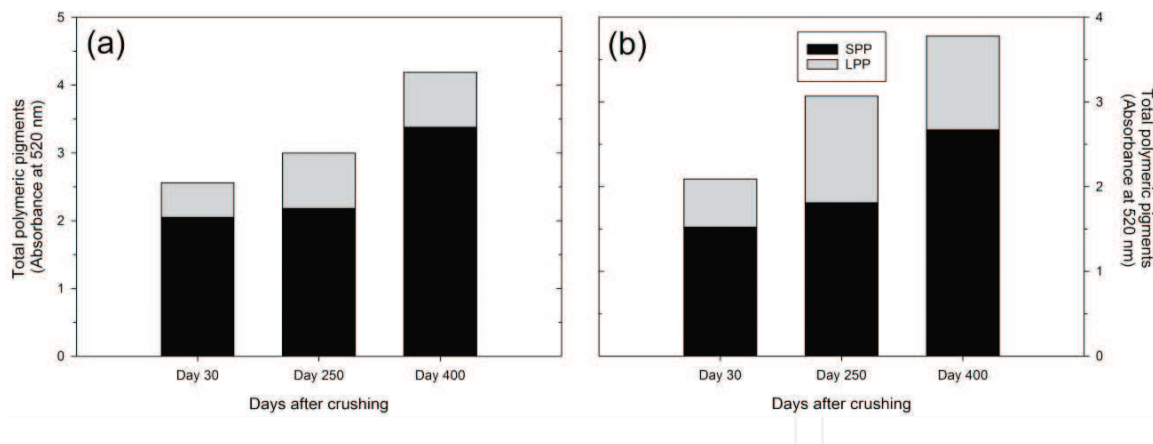 (a)
5
4
3
2
1
0
Total polymeric pigments
(Absorbance at 520 nm)
Day 30
Day 250
Day 400
Days after crushing
(b)
SPP
LPP
4
3
2
1
0
Total polymeric pigments
(Absorbance at 520 nm)
Day 30
Day 250
Day 400
Days after crushing